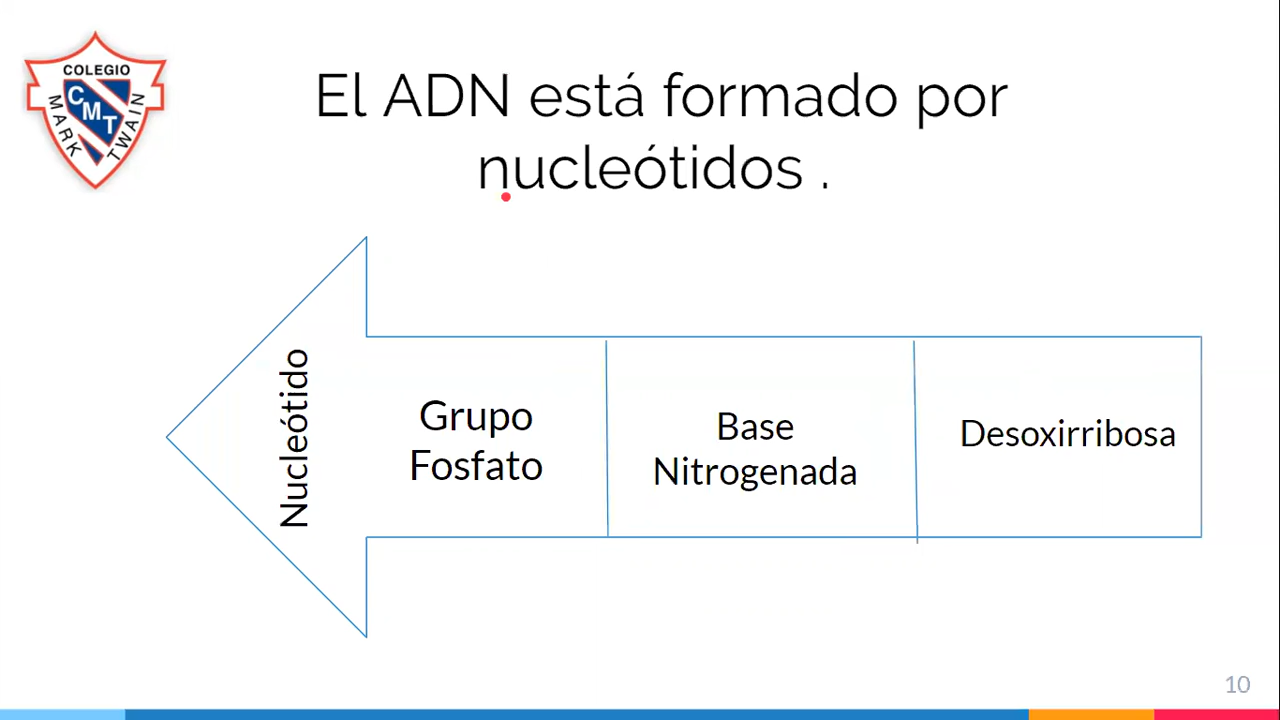 COLEGIO
MARK
CMT
TWAIN
El ADN está formado por
nucleótidos .
Nucleótido
Grupo
Fosfato
Base
Nitrogenada
Desoxirribosa
10